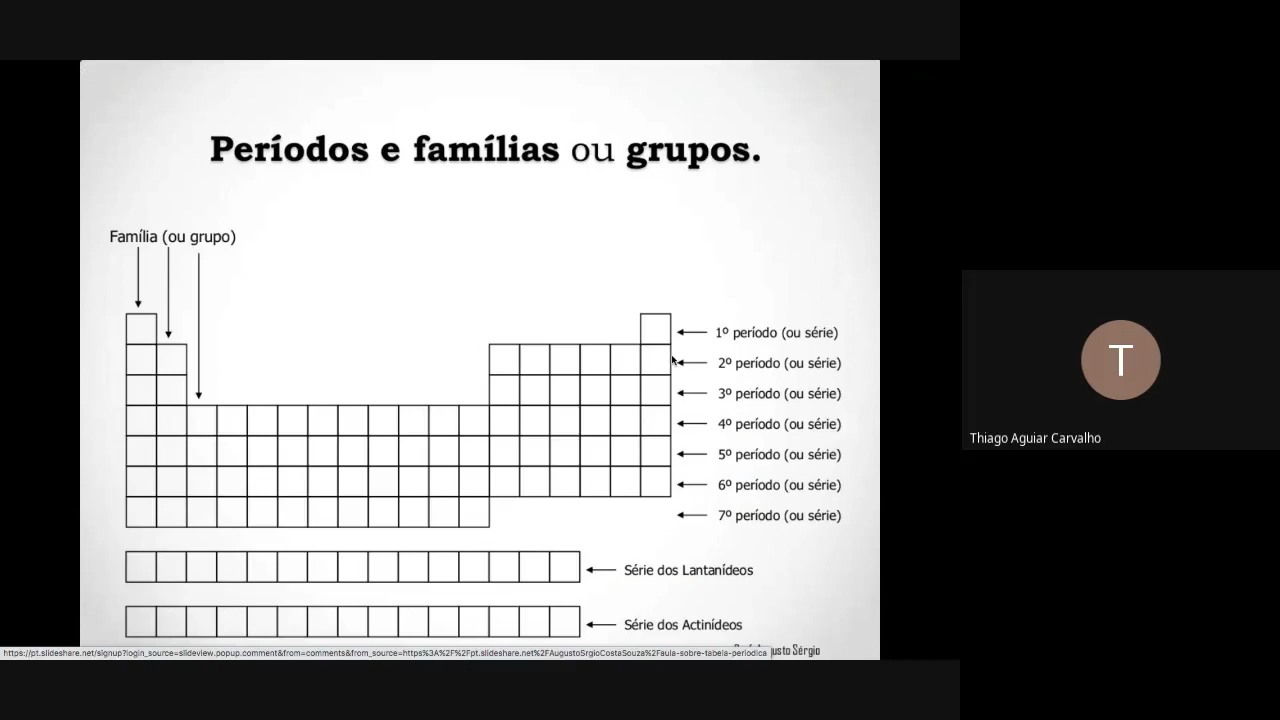 Períodos e famílias ou grupos.
Família (ou grupo)
1º período (ou série)
2º período (ou série)
3º período (ou série)
4º período (ou série)
5º período (ou série)
6º período (ou série)
7º período (ou série)
Série dos Lantanídeos
Série dos Actinídeos
Sérgio
https://pt.slideshare.net/signup?login_source=slideview.popup.comment&from=comments&from_source=https%3A%2F%2Fpt.slideshare.net%2FAugustoSrgioCostaSouza%2Faula-sobre-tabela-periodica
T
Thiago Aguiar Carvalho